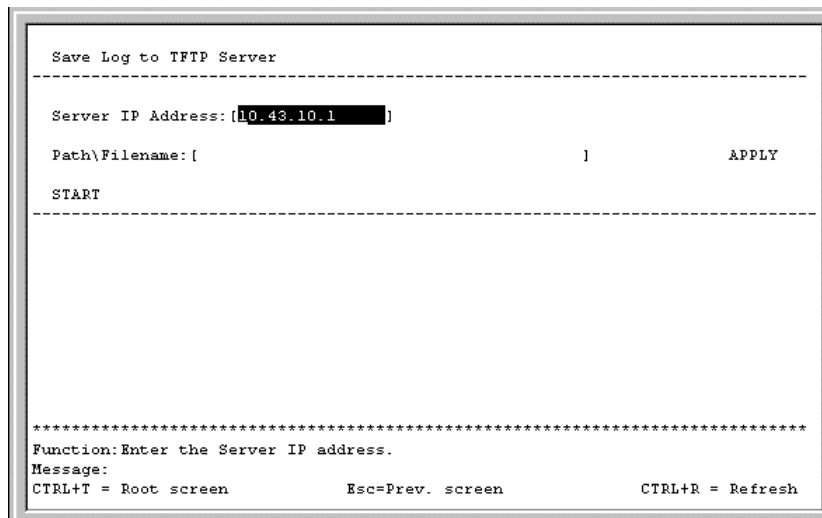 Save Log to TFTP Server
--------------------------------------------------------------------------------
Server IP Address:[10.43.10.1     ]
Path\Filename:[                                        ] APPLY
START
--------------------------------------------------------------------------------
********************************************************************************
Function:Enter the Server IP address.
Message:
CTRL+T = Root screen Esc=Prev. screen CTRL+R = Refresh